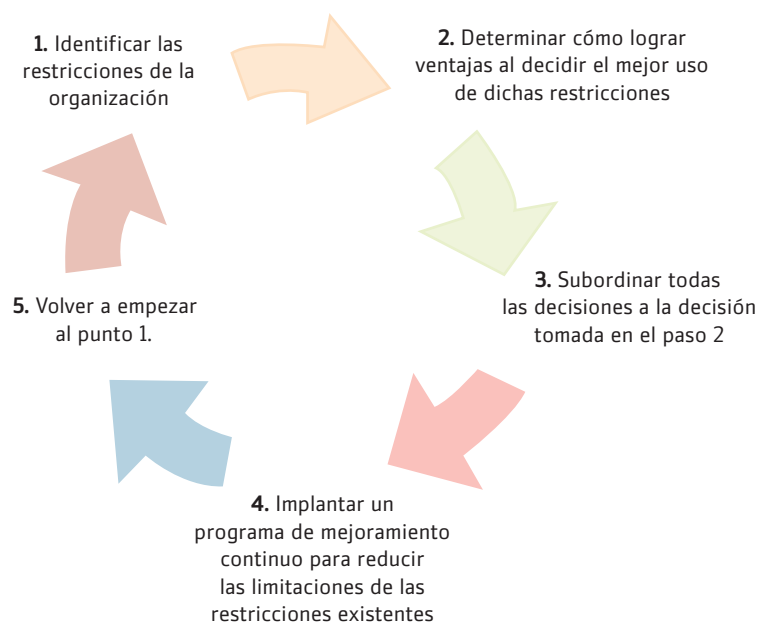 1. Identificar las
restricciones de la
organización
2. Determinar cómo lograr
ventajas al decidir el mejor uso
de dichas restricciones
3. Subordinar todas
las decisiones a la decisión
tomada en el paso 2
4. Implantar un
programa de mejoramiento
continuo para reducir
las limitaciones de las
restricciones existentes
5. Volver a empezar
al punto 1.